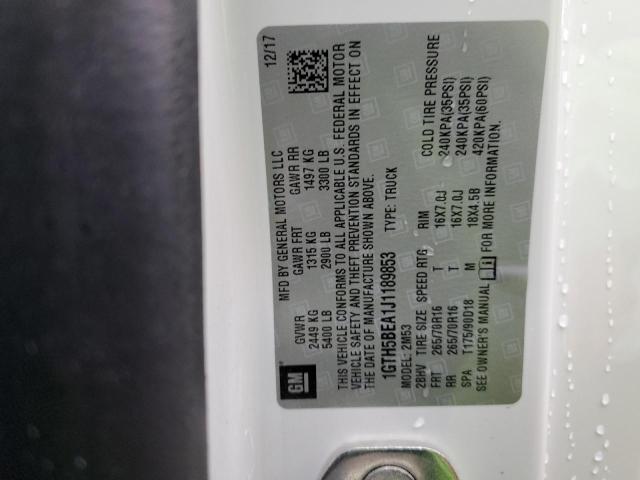 GM
MFD BY GENERAL MOTORS LLC 12/17
GVWR GAWR FRT GAWR RR
2449 KG 1315 KG 1497 KG
5400 LB 2900 LB 3300 LB
THIS VEHICLE CONFORMS TO ALL APPLICABLE U.S. FEDERAL MOTOR
VEHICLE SAFETY AND THEFT PREVENTION STANDARDS IN EFFECT ON
THE DATE OF MANUFACTURE SHOWN ABOVE.
1GTH5BEA1J1189853 TYPE: TRUCK
MODEL: 2M53
2BHV TIRE SIZE SPEED RTG RIM COLD TIRE PRESSURE
FRT 265/70R16 T 16X7.0J 240KPA(35PSI)
RR 265/70R16 T 16X7.0J 240KPA(35PSI)
SPA T175/90D18 M 18X4.5B 420KPA(60PSI)
SEE OWNER'S MANUAL FOR MORE INFORMATION.